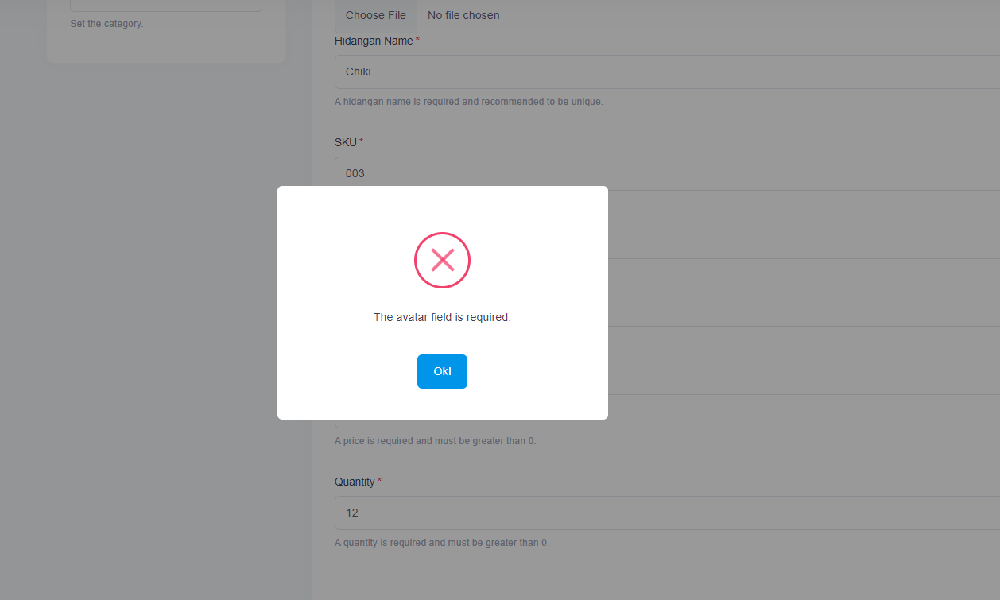 Set the category.
Choose File No file chosen
Hidangan Name *
Chiki
A hidangan name is required and recommended to be unique.
SKU *
003
The avatar field is required.
Ok!
A price is required and must be greater than 0.
Quantity *
12
A quantity is required and must be greater than 0.